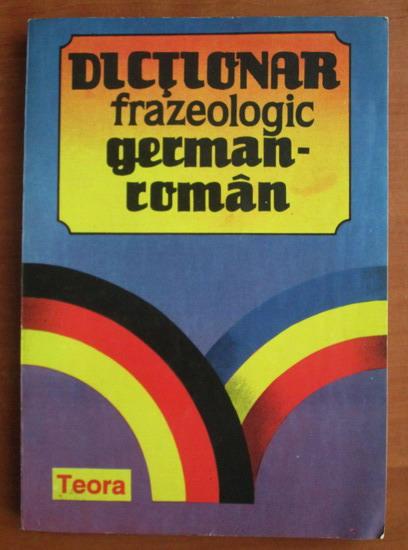 DICȚIONAR
frazeologic
german-
român
Teora